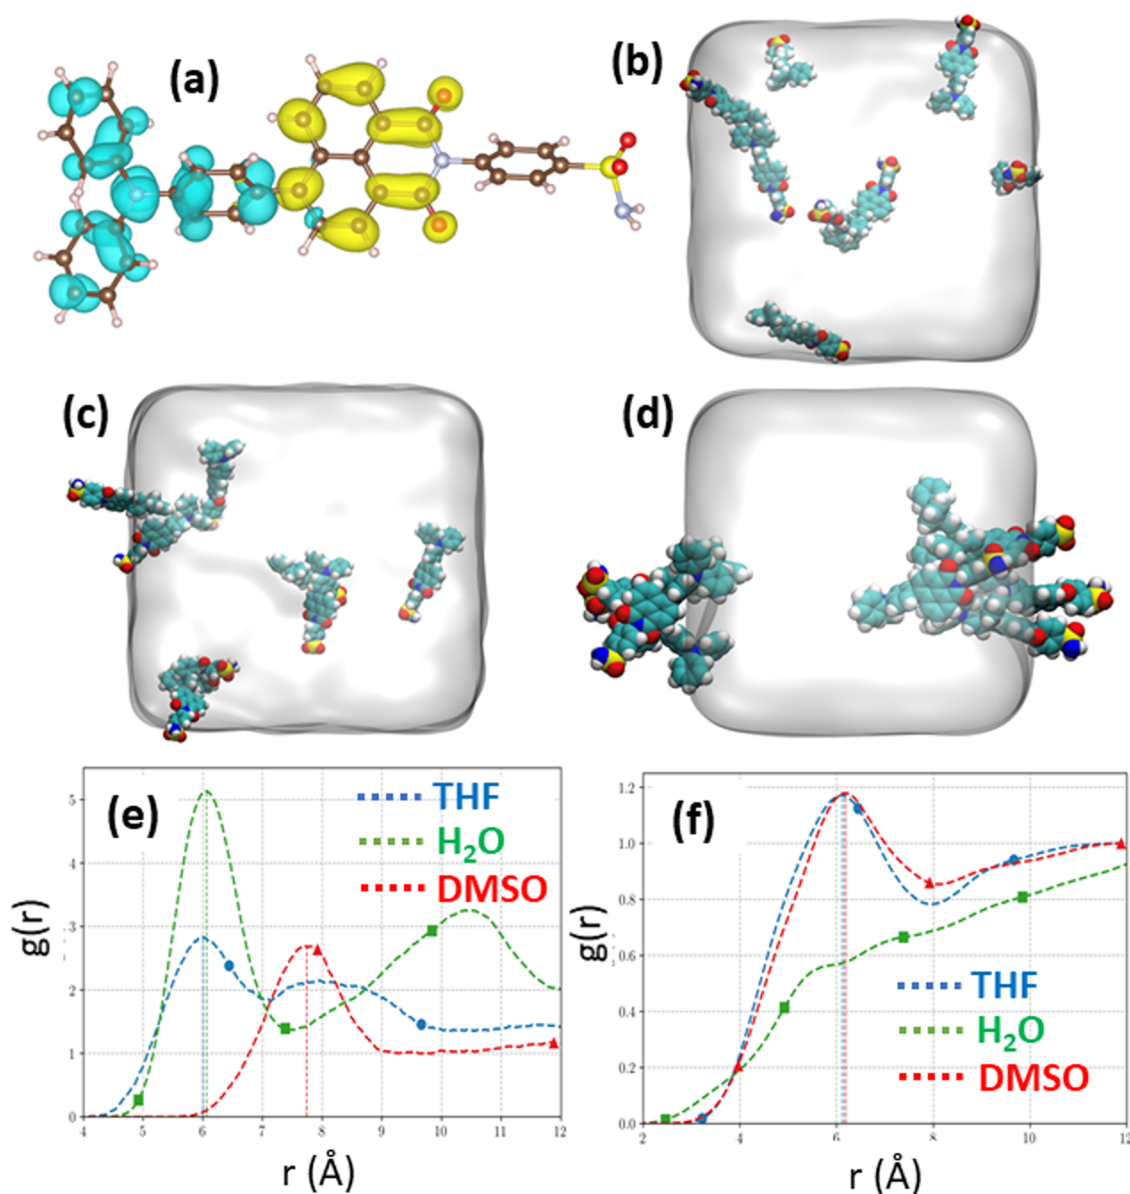 (a)
(b)
(c)
(d)
(e)
THF
H₂O
DMSO
g(r)
5
4
3
2
1
0
4 5 6 7 8 9 10 11 12
r (Å)
(f)
THF
H₂O
DMSO
g(r)
1.2
1.0
0.8
0.6
0.4
0.2
0.0
2 4 6 8 10 12
r (Å)